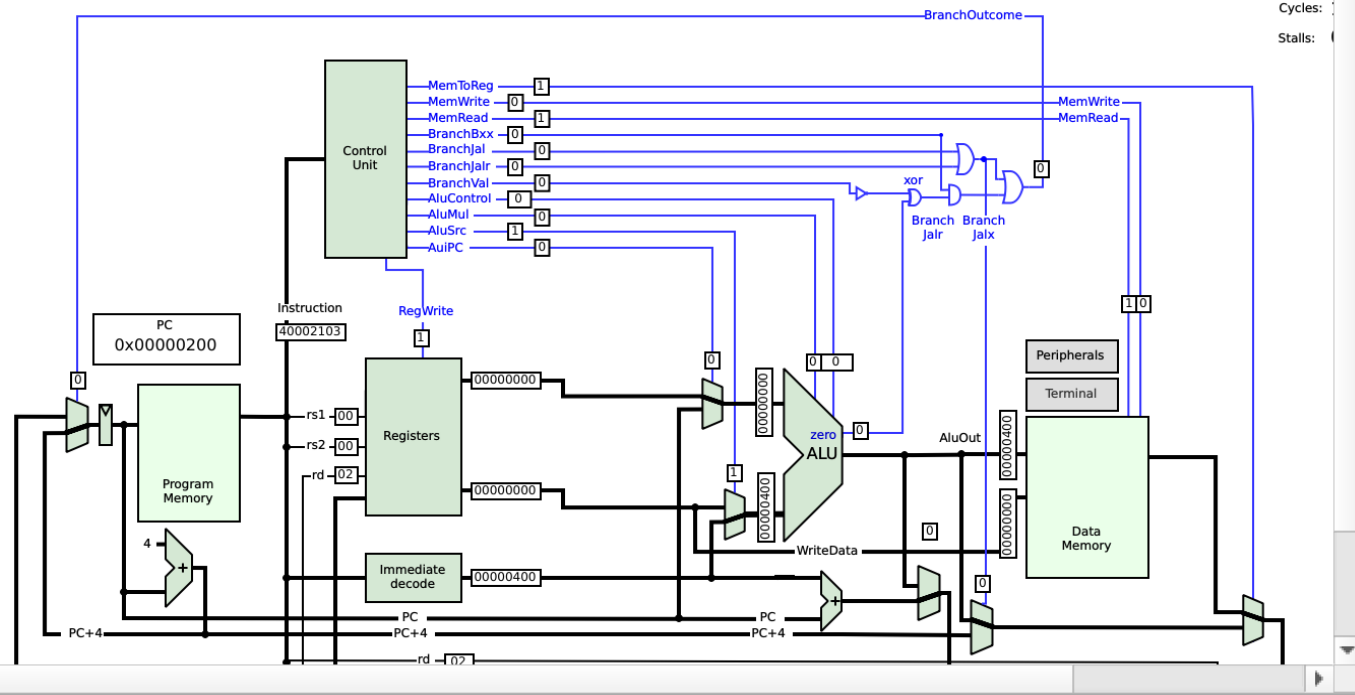 Cycles:
BranchOutcome
Stalls:
MemToReg 1
MemWrite 0 MemWrite
MemRead 1 MemRead
BranchBxx 0
BranchJal 0
BranchJalr 0
BranchVal 0
AluControl 0
AluMul 0
AluSrc 1
AuiPC 0
Control
Unit
xor
0
Branch
Jalr
Branch
Jalx
Instruction
40002103
RegWrite
1
PC
0x00000200
1 0
0
0
0 0
Peripherals
Terminal
0
Program
Memory
rs1 00
rs2 00
rd 02
Registers
00000000
00000000
00000000
1
00000400
zero
ALU
0
AluOut
00000400
00000000
Data
Memory
4
+
Immediate
decode
00000400
WriteData
0
0
+
PC PC
PC+4 PC+4 PC+4
rd 02